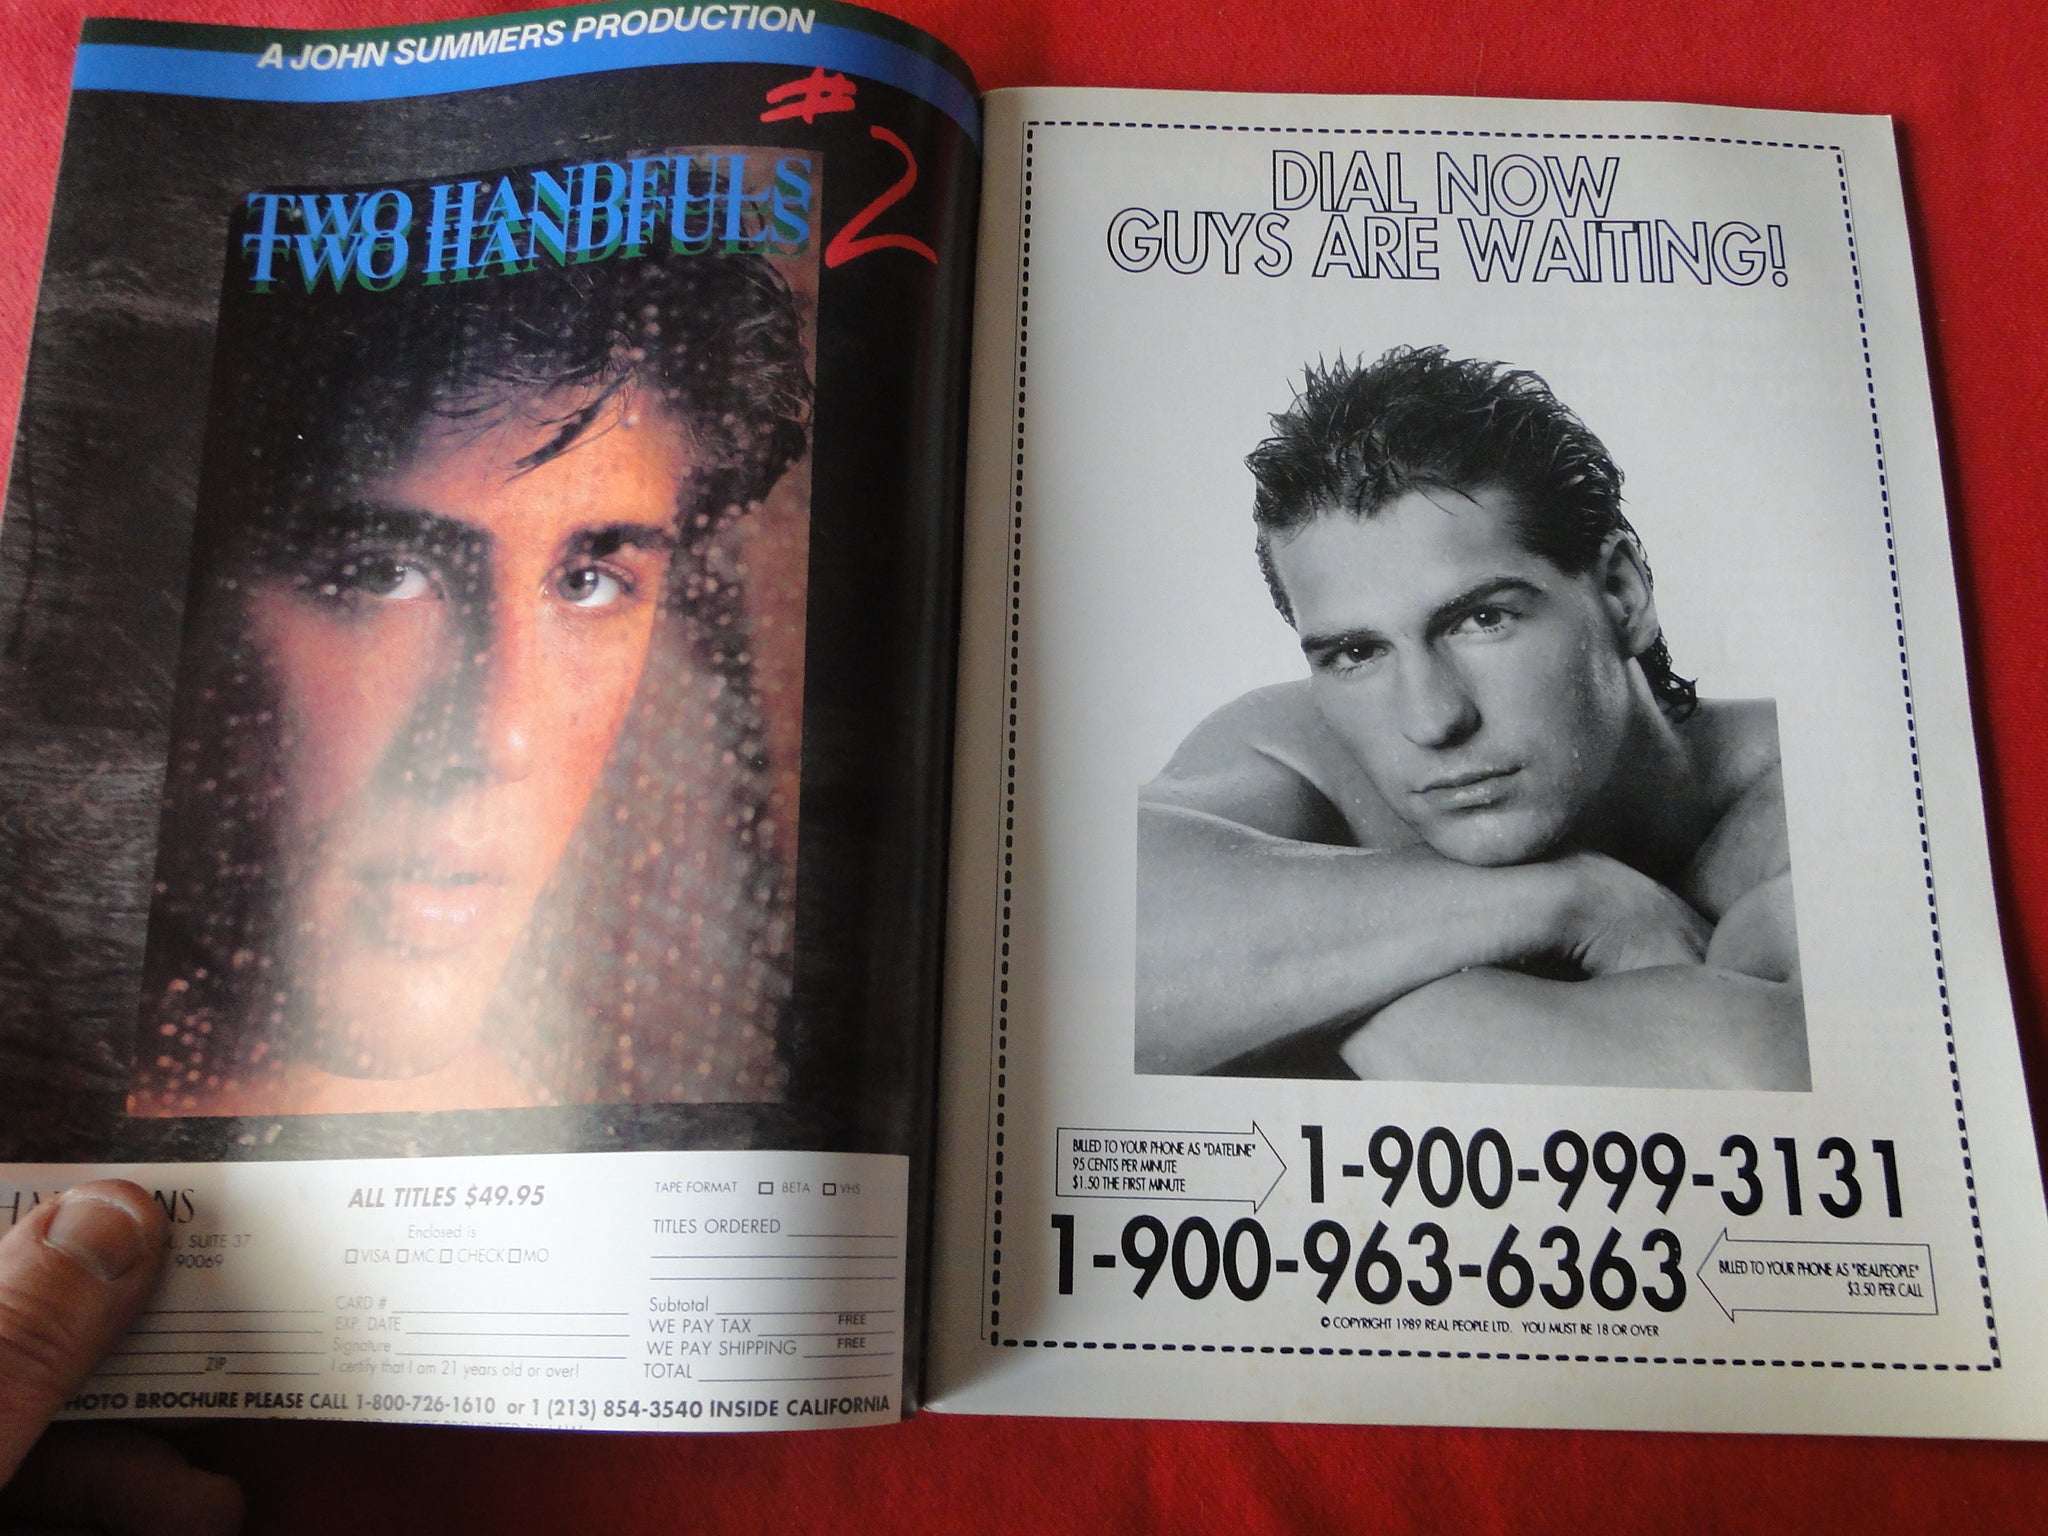 A JOHN SUMMERS PRODUCTION
#2
TWO HANDFULS
TWO HANDFULS
ALL TITLES $49.95
Enclosed is
VISA MC CHECK MO
SUITE 37
90069
ZIP
CARD #
EXP. DATE
Signature
I certify that I am 21 years old or over!
TAPE FORMAT BETA VHS
TITLES ORDERED
Subtotal
WE PAY TAX FREE
WE PAY SHIPPING FREE
TOTAL
BROCHURE PLEASE CALL 1-800-726-1610 or 1 (213) 854-3540 INSIDE CALIFORNIA
DIAL NOW
GUYS ARE WAITING!
BILLED TO YOUR PHONE AS "DATELINE"
95 CENTS PER MINUTE
$1.50 THE FIRST MINUTE
1-900-999-3131
1-900-963-6363
BILLED TO YOUR PHONE AS "REALPEOPLE"
$3.50 PER CALL
© COPYRIGHT 1989 REAL PEOPLE LTD. YOU MUST BE 18 OR OVER